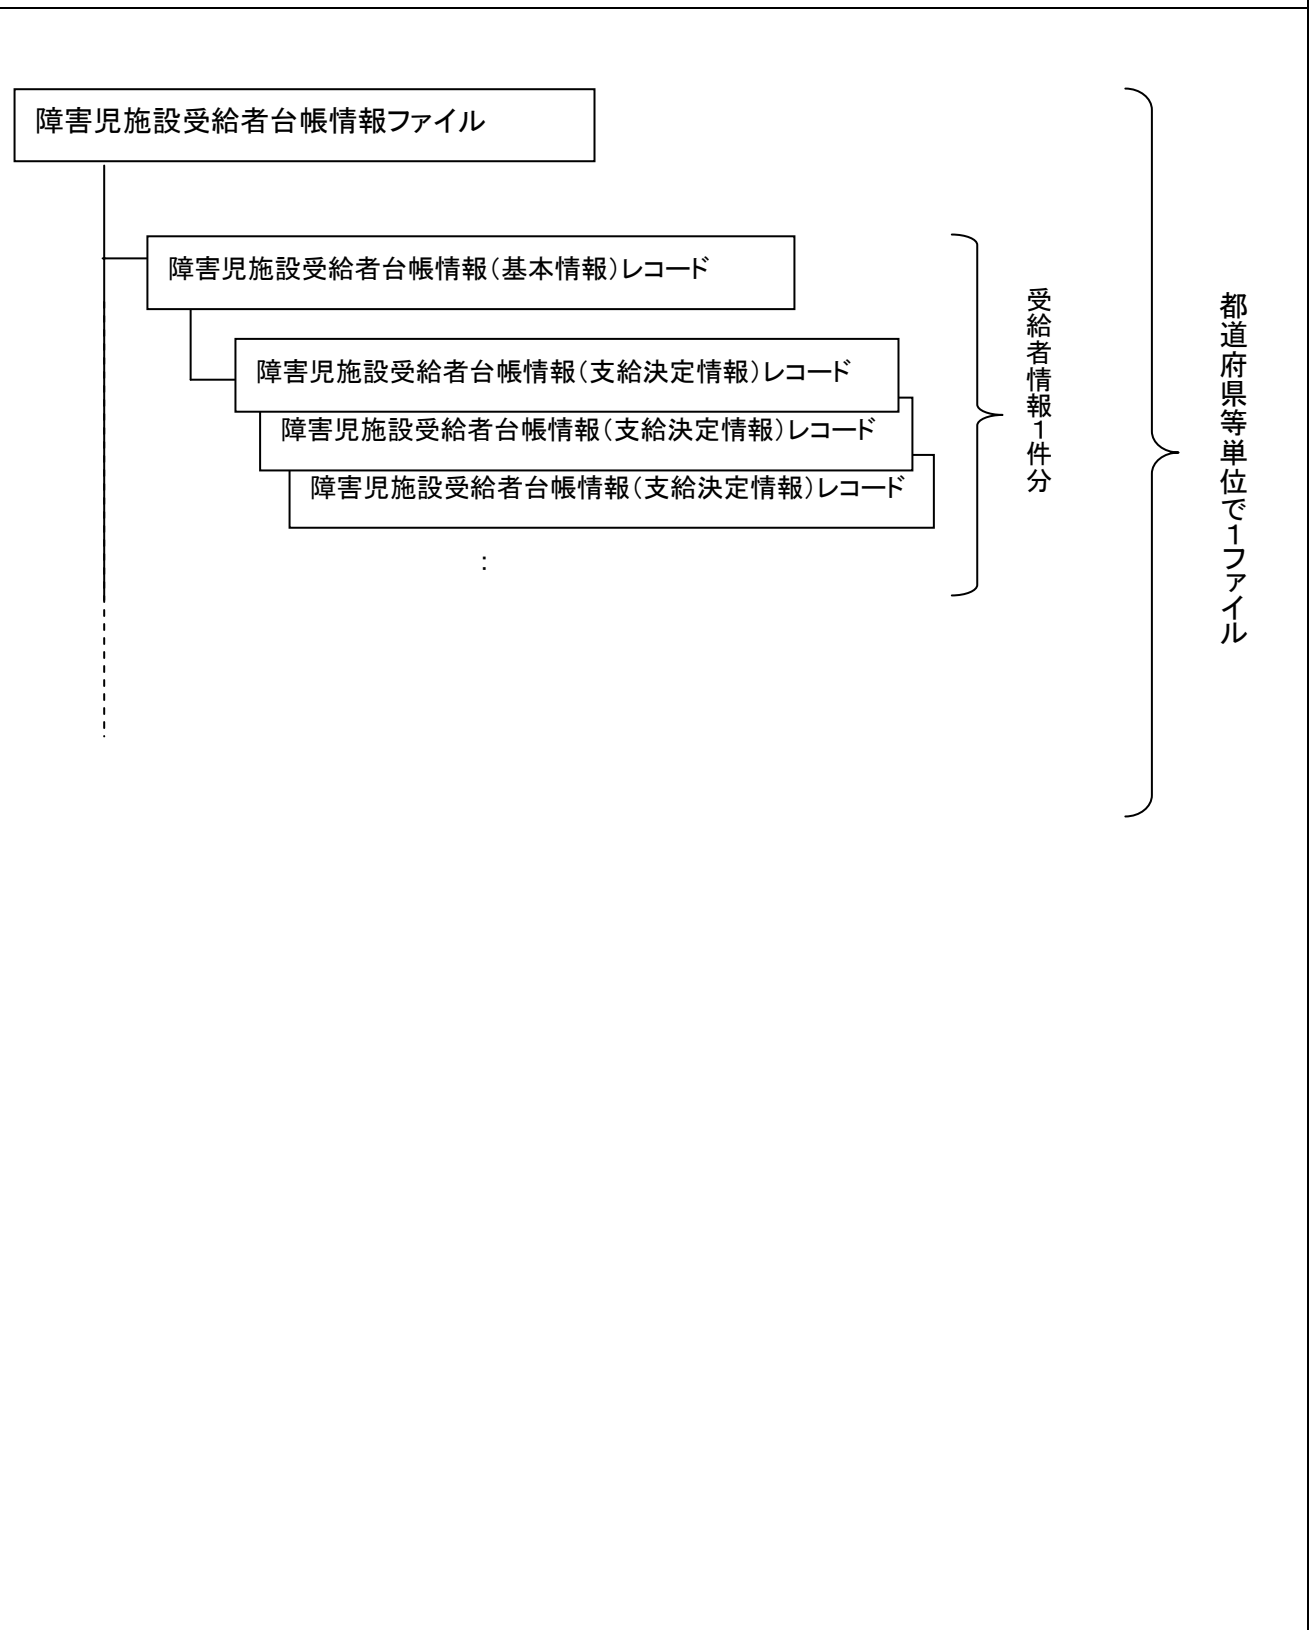 障害児施設受給者台帳情報ファイル
障害児施設受給者台帳情報（基本情報）レコード
障害児施設受給者台帳情報（支給決定情報）レコード
障害児施設受給者台帳情報（支給決定情報）レコード
障害児施設受給者台帳情報（支給決定情報）レコード
：
受給者情報１件分
都道府県等単位で１ファイル